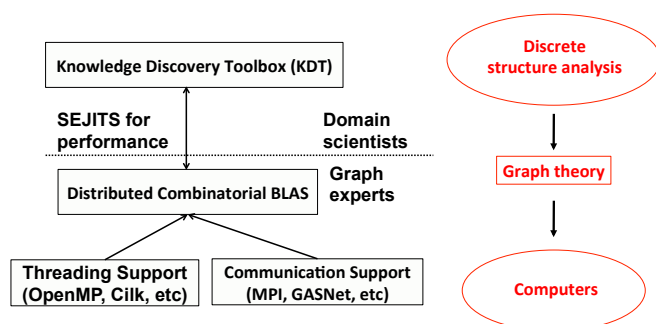 Knowledge Discovery Toolbox (KDT)
SEJITS for
performance
Domain
scientists
Graph
experts
Distributed Combinatorial BLAS
Threading Support
(OpenMP, Cilk, etc)
Communication Support
(MPI, GASNet, etc)
Discrete
structure analysis
Graph theory
Computers